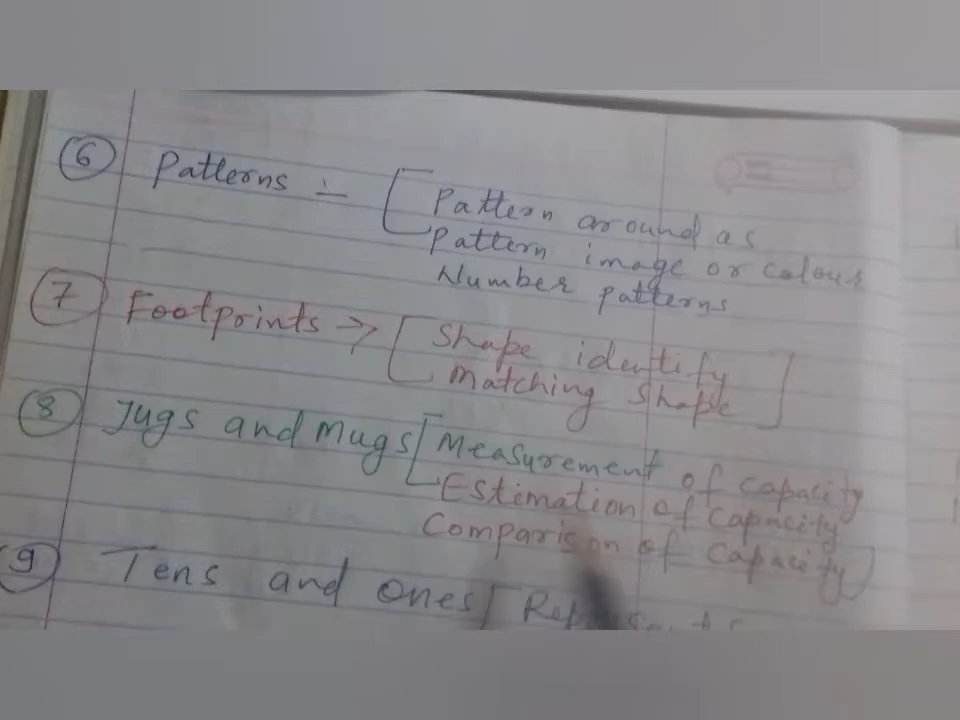 6 Patterns :- [ Pattern around as
Pattern image or colour
Number patterns
7 Footprints -> [ Shape identify
Matching Shape ]
8 Jugs and Mugs [ Measurement of capacity
Estimation of capacity
Comparison of capacity )
9 Tens and Ones [